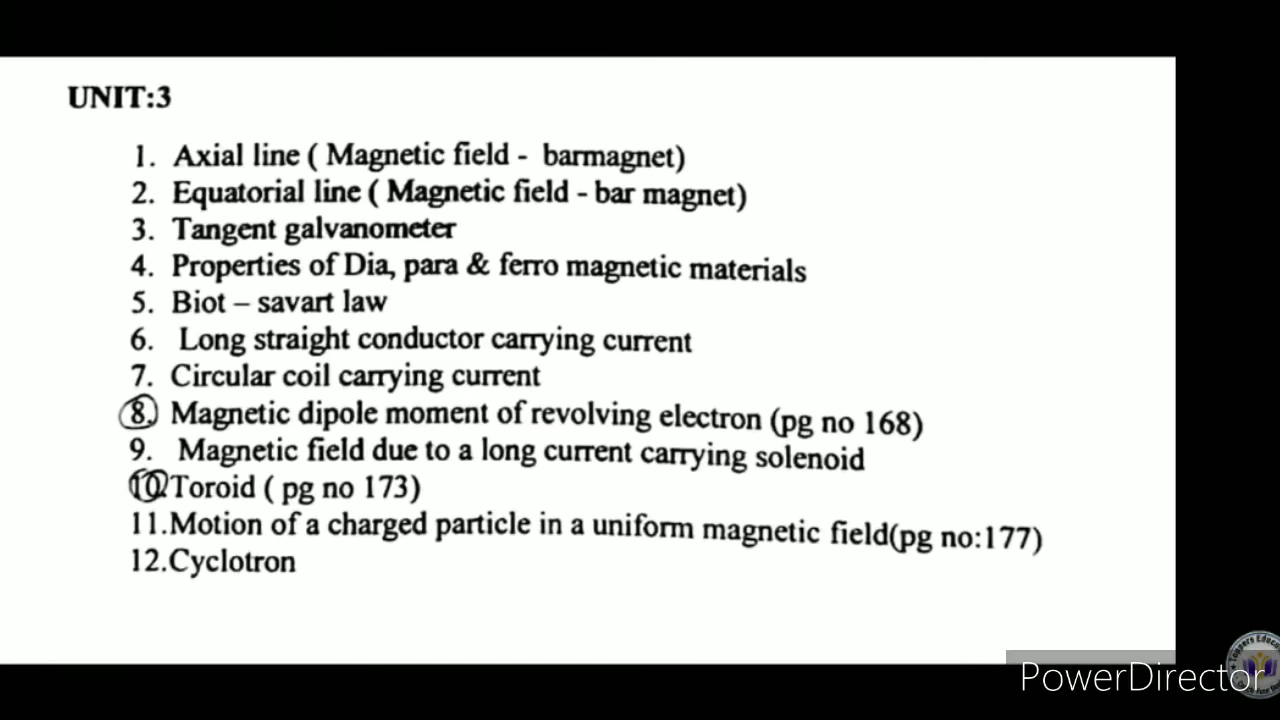 UNIT:3
1. Axial line ( Magnetic field - barmagnet)
2. Equatorial line ( Magnetic field - bar magnet)
3. Tangent galvanometer
4. Properties of Dia, para & ferro magnetic materials
5. Biot – savart law
6. Long straight conductor carrying current
7. Circular coil carrying current
8. Magnetic dipole moment of revolving electron (pg no 168)
9. Magnetic field due to a long current carrying solenoid
10.Toroid ( pg no 173)
11.Motion of a charged particle in a uniform magnetic field(pg no:177)
12.Cyclotron
PowerDirector